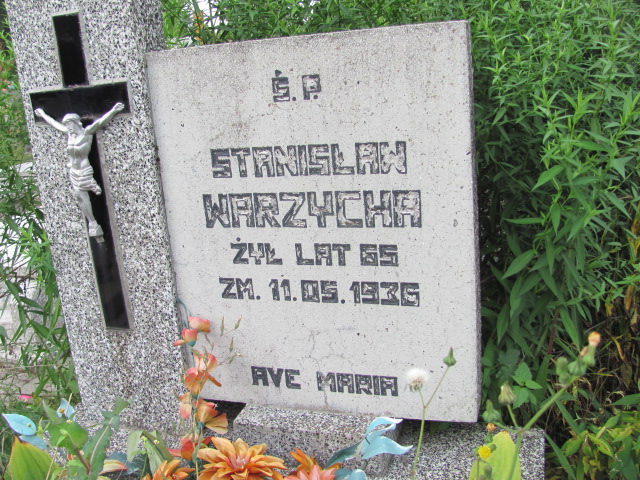 Ś. P.
STANISŁAW
WARZYCHA
ŻYŁ LAT 65
ZM. 11.05.1936
AVE MARIA